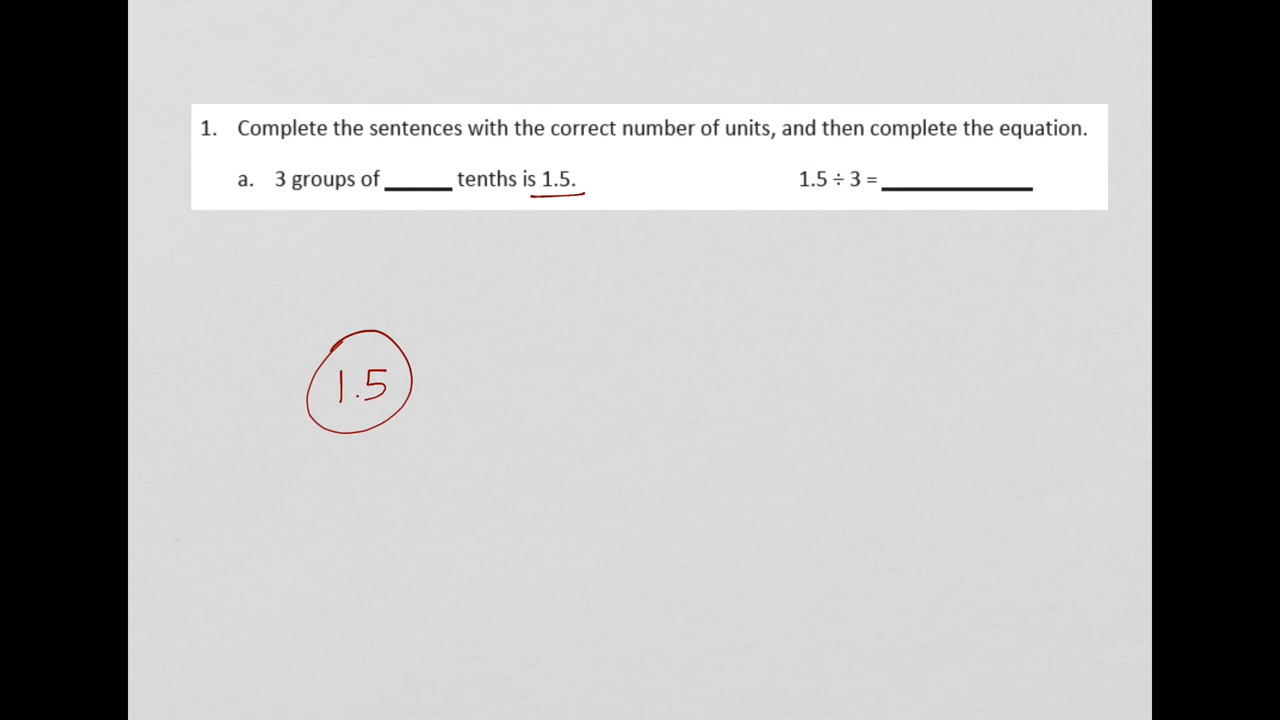 1. Complete the sentences with the correct number of units, and then complete the equation.
a. 3 groups of ______ tenths is 1.5. 1.5 ÷ 3 = ______________
1.5